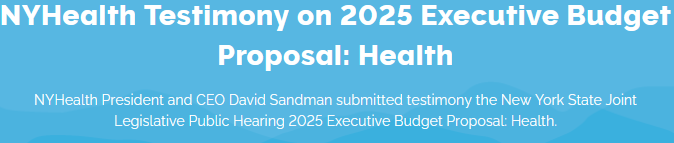 NYHealth Testimony on 2025 Executive Budget
Proposal: Health
NYHealth President and CEO David Sandman submitted testimony the New York State Joint
Legislative Public Hearing 2025 Executive Budget Proposal: Health.